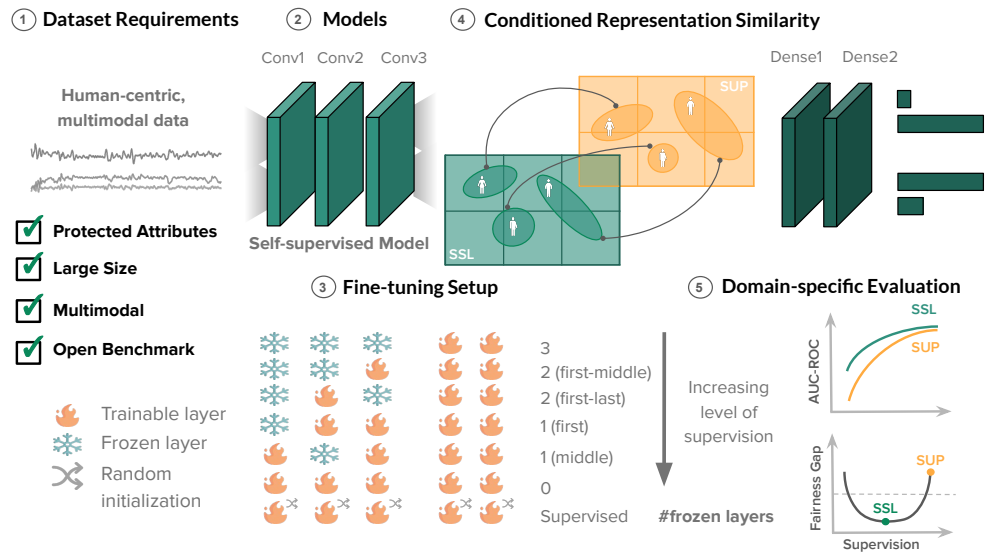 1 Dataset Requirements
Human-centric,
multimodal data
Protected Attributes
Large Size
Multimodal
Open Benchmark
Trainable layer
Frozen layer
Random
initialization
2 Models
Conv1 Conv2 Conv3
Self-supervised Model
4 Conditioned Representation Similarity
SUP
SSL
Dense1 Dense2
3 Fine-tuning Setup
3
2 (first-middle)
2 (first-last)
1 (first)
1 (middle)
0
Supervised
Increasing
level of
supervision
#frozen layers
5 Domain-specific Evaluation
AUC-ROC
SSL
SUP
Fairness Gap
SUP
SSL
Supervision